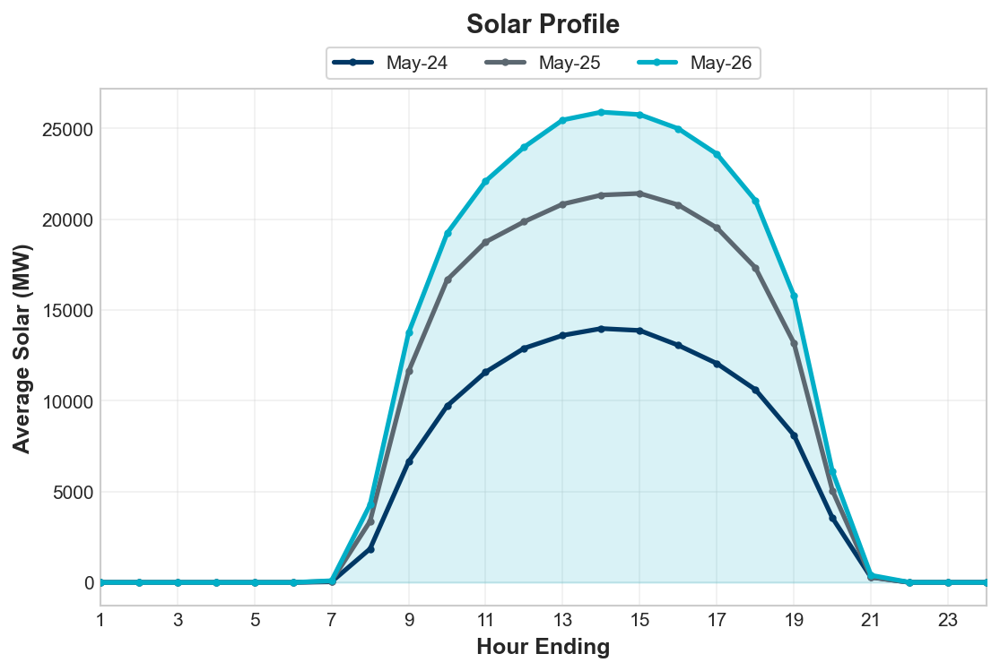 Solar Profile
May-24 May-25 May-26
Average Solar (MW)
25000
20000
15000
10000
5000
0
1 3 5 7 9 11 13 15 17 19 21 23
Hour Ending